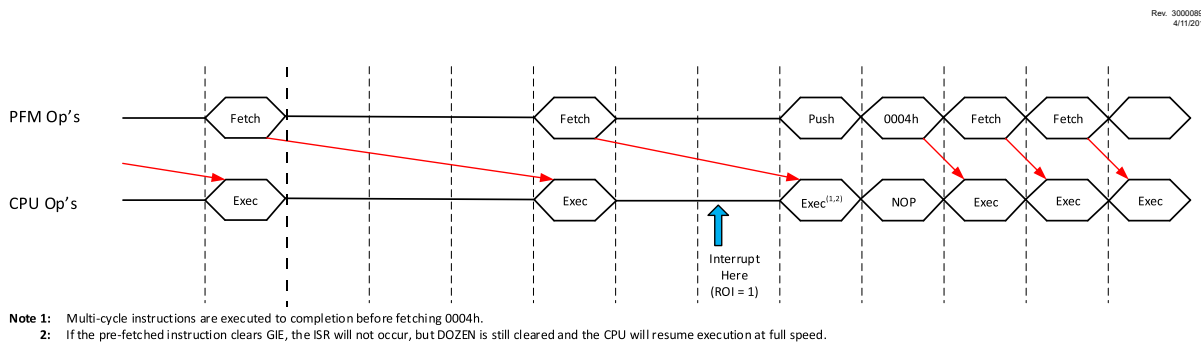 Rev. 3000089
4/11/201
PFM Op's
Fetch
Fetch
Push
0004h
Fetch
Fetch
CPU Op's
Exec
Exec
Exec(1,2)
NOP
Exec
Exec
Exec
Interrupt
Here
(ROI = 1)
Note 1: Multi-cycle instructions are executed to completion before fetching 0004h.
2: If the pre-fetched instruction clears GIE, the ISR will not occur, but DOZEN is still cleared and the CPU will resume execution at full speed.